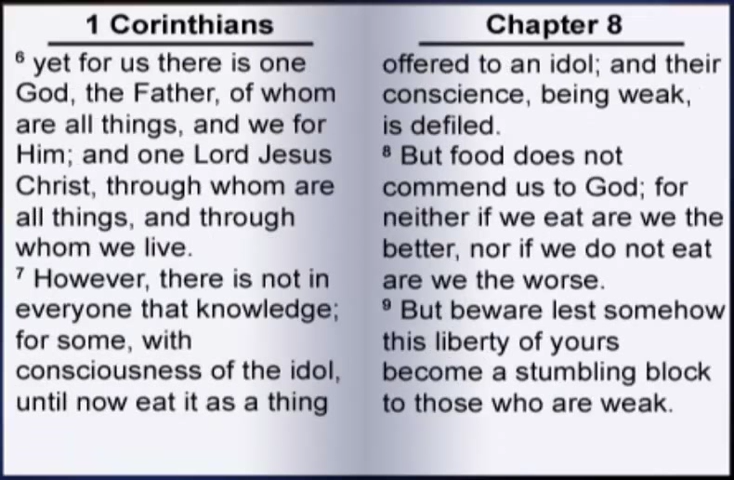 1 Corinthians
⁶ yet for us there is one
God, the Father, of whom
are all things, and we for
Him; and one Lord Jesus
Christ, through whom are
all things, and through
whom we live.
⁷ However, there is not in
everyone that knowledge;
for some, with
consciousness of the idol,
until now eat it as a thing
Chapter 8
offered to an idol; and their
conscience, being weak,
is defiled.
⁸ But food does not
commend us to God; for
neither if we eat are we the
better, nor if we do not eat
are we the worse.
⁹ But beware lest somehow
this liberty of yours
become a stumbling block
to those who are weak.